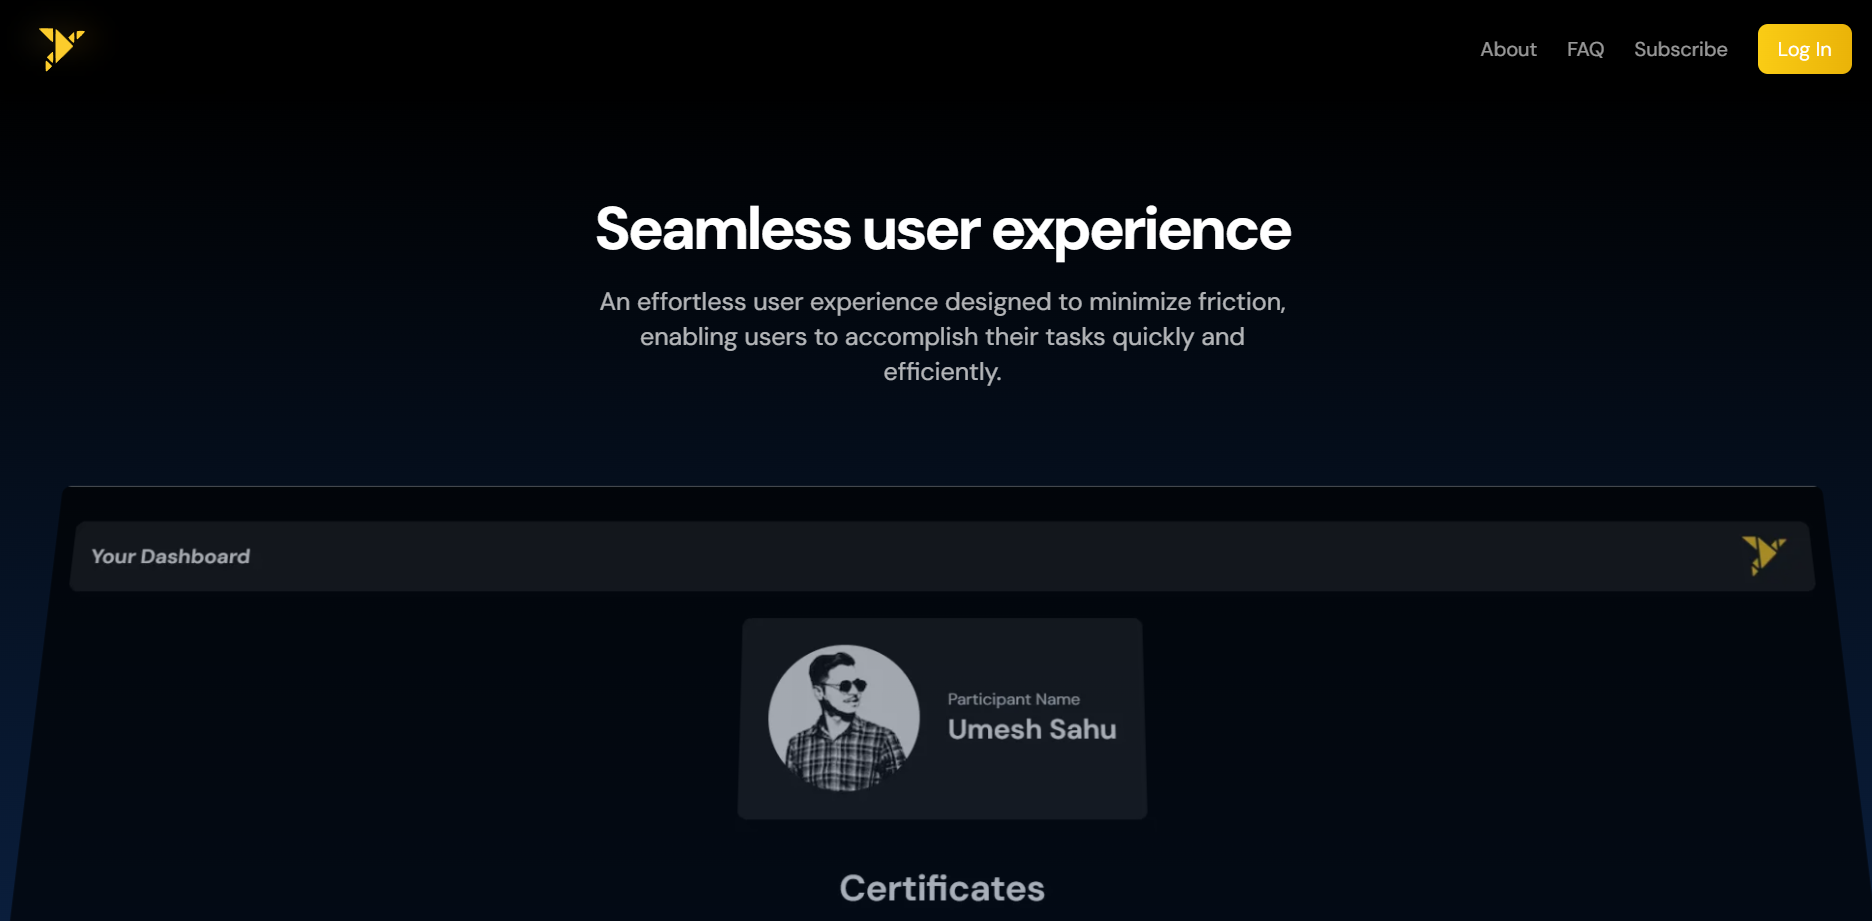 About
FAQ
Subscribe
Log In
Seamless user experience
An effortless user experience designed to minimize friction,
enabling users to accomplish their tasks quickly and
efficiently.
Your Dashboard
Participant Name
Umesh Sahu
Certificates